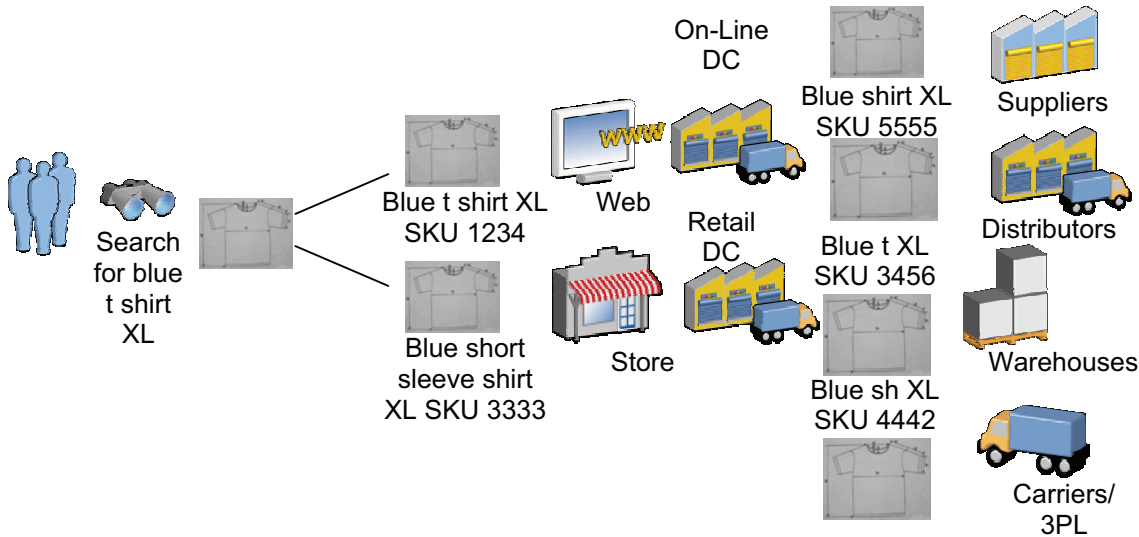 Search
for blue
t shirt
XL
Blue t shirt XL
SKU 1234
Blue short
sleeve shirt
XL SKU 3333
www
Web
Store
On-Line
DC
Retail
DC
Blue shirt XL
SKU 5555
Blue t XL
SKU 3456
Blue sh XL
SKU 4442
Suppliers
Distributors
Warehouses
Carriers/
3PL